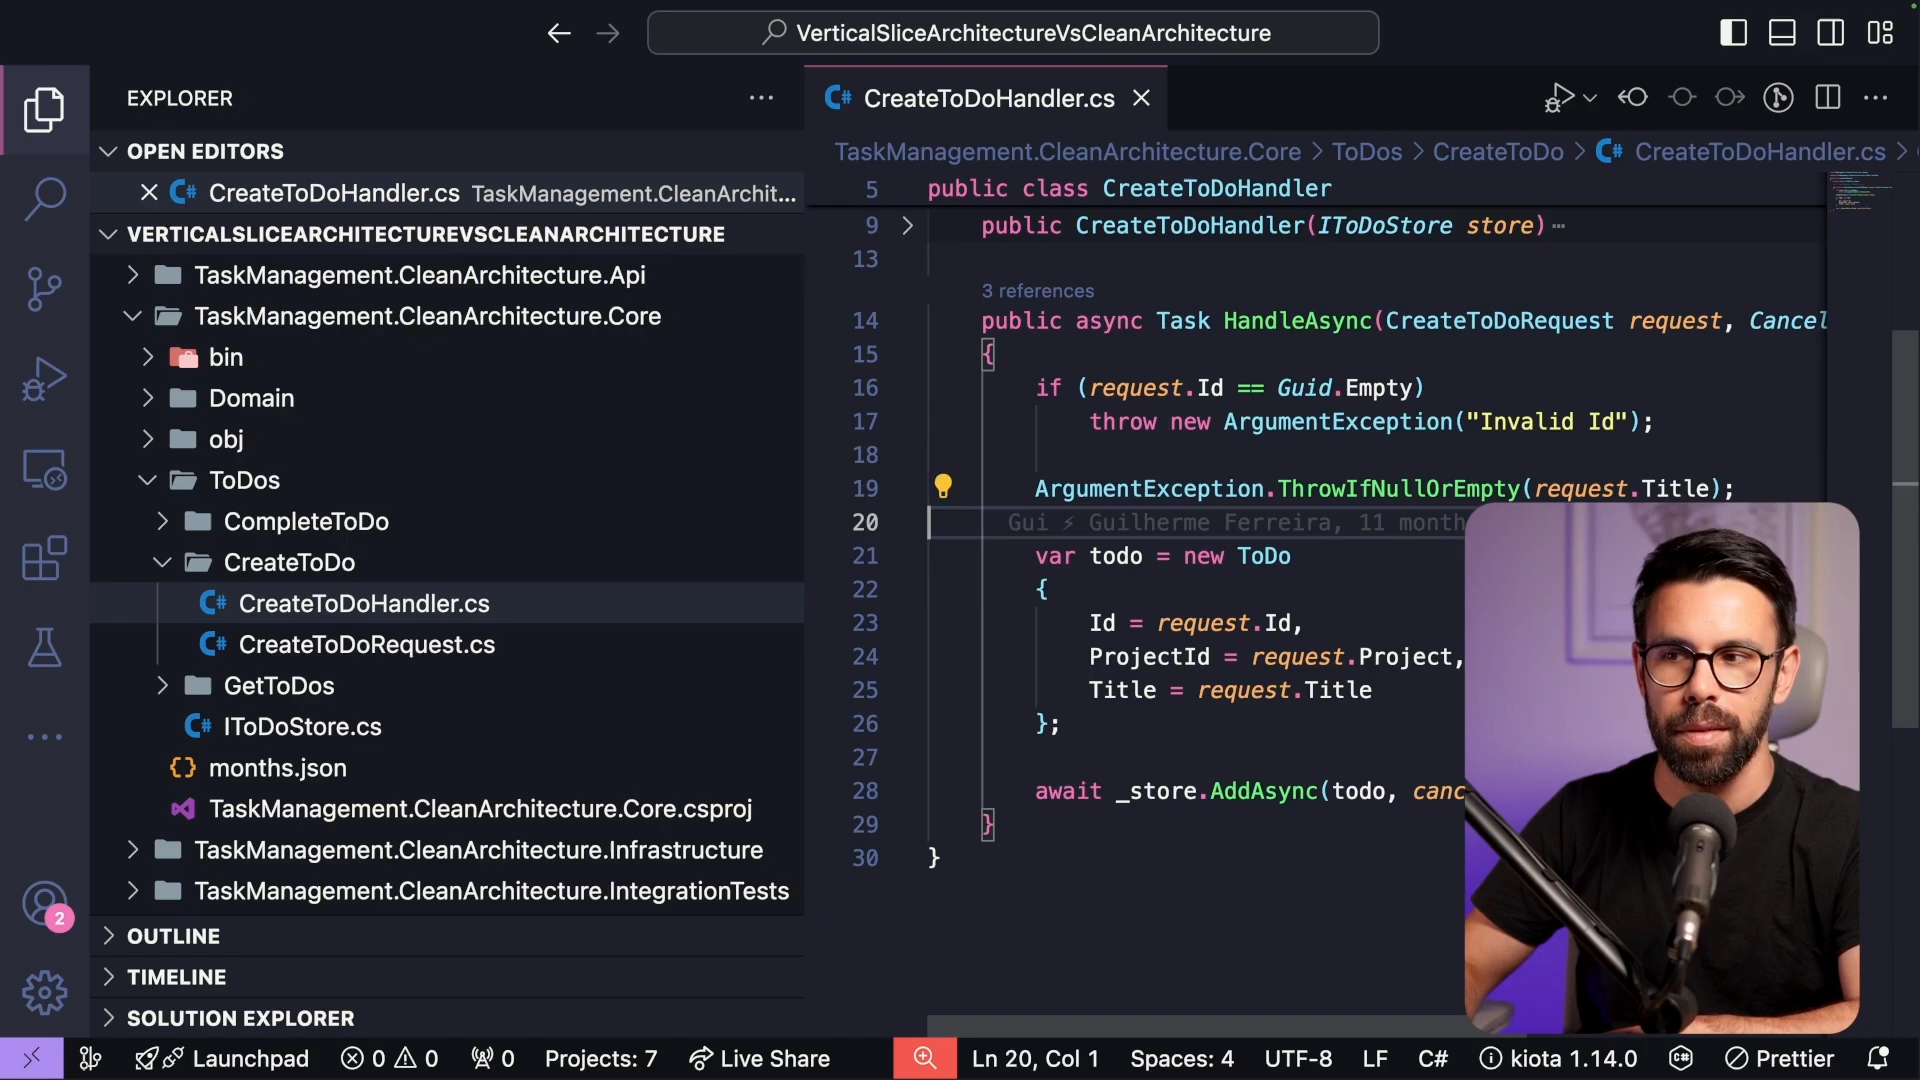 VerticalSliceArchitectureVsCleanArchitecture
EXPLORER
OPEN EDITORS
CreateToDoHandler.cs TaskManagement.CleanArchit...
VERTICALSLICEARCHITECTUREVSCLEANARCHITECTURE
TaskManagement.CleanArchitecture.Api
TaskManagement.CleanArchitecture.Core
bin
Domain
obj
ToDos
CompleteToDo
CreateToDo
CreateToDoHandler.cs
CreateToDoRequest.cs
GetToDos
IToDoStore.cs
{} months.json
TaskManagement.CleanArchitecture.Core.csproj
TaskManagement.CleanArchitecture.Infrastructure
TaskManagement.CleanArchitecture.IntegrationTests
OUTLINE
TIMELINE
SOLUTION EXPLORER
2
CreateToDoHandler.cs
TaskManagement.CleanArchitecture.Core > ToDos > CreateToDo > CreateToDoHandler.cs >
5 public class CreateToDoHandler
9 public CreateToDoHandler(IToDoStore store)
13
3 references
14 public async Task HandleAsync(CreateToDoRequest request, Cancel
15 {
16 if (request.Id == Guid.Empty)
17 throw new ArgumentException("Invalid Id");
18
19 ArgumentException.ThrowIfNullOrEmpty(request.Title);
20 Gui ⚡ Guilherme Ferreira, 11 month
21 var todo = new ToDo
22 {
23 Id = request.Id,
24 ProjectId = request.Project,
25 Title = request.Title
26 };
27
28 await _store.AddAsync(todo, canc
29 }
30 }
Launchpad 0 0 0 Projects: 7 Live Share Ln 20, Col 1 Spaces: 4 UTF-8 LF C# kiota 1.14.0 Prettier